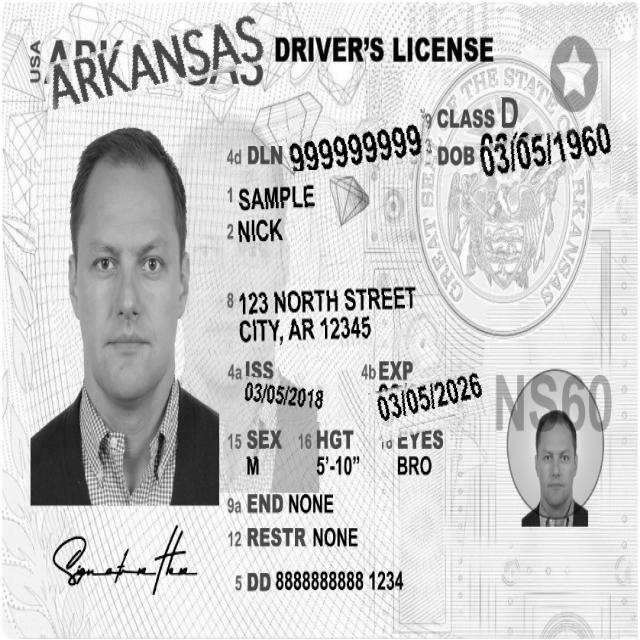 USA
ARKANSAS DRIVER'S LICENSE
9 CLASS D
4d DLN 999999999
DOB 03/05/1960
1 SAMPLE
2 NICK
8 123 NORTH STREET
CITY, AR 12345
4a ISS 4b EXP
03/05/2018 03/05/2026
NS60
15 SEX 16 HGT 18 EYES
M 5'-10" BRO
9a END NONE
12 RESTR NONE
5 DD 8888888888 1234
GREAT SEAL OF THE STATE OF ARKANSAS